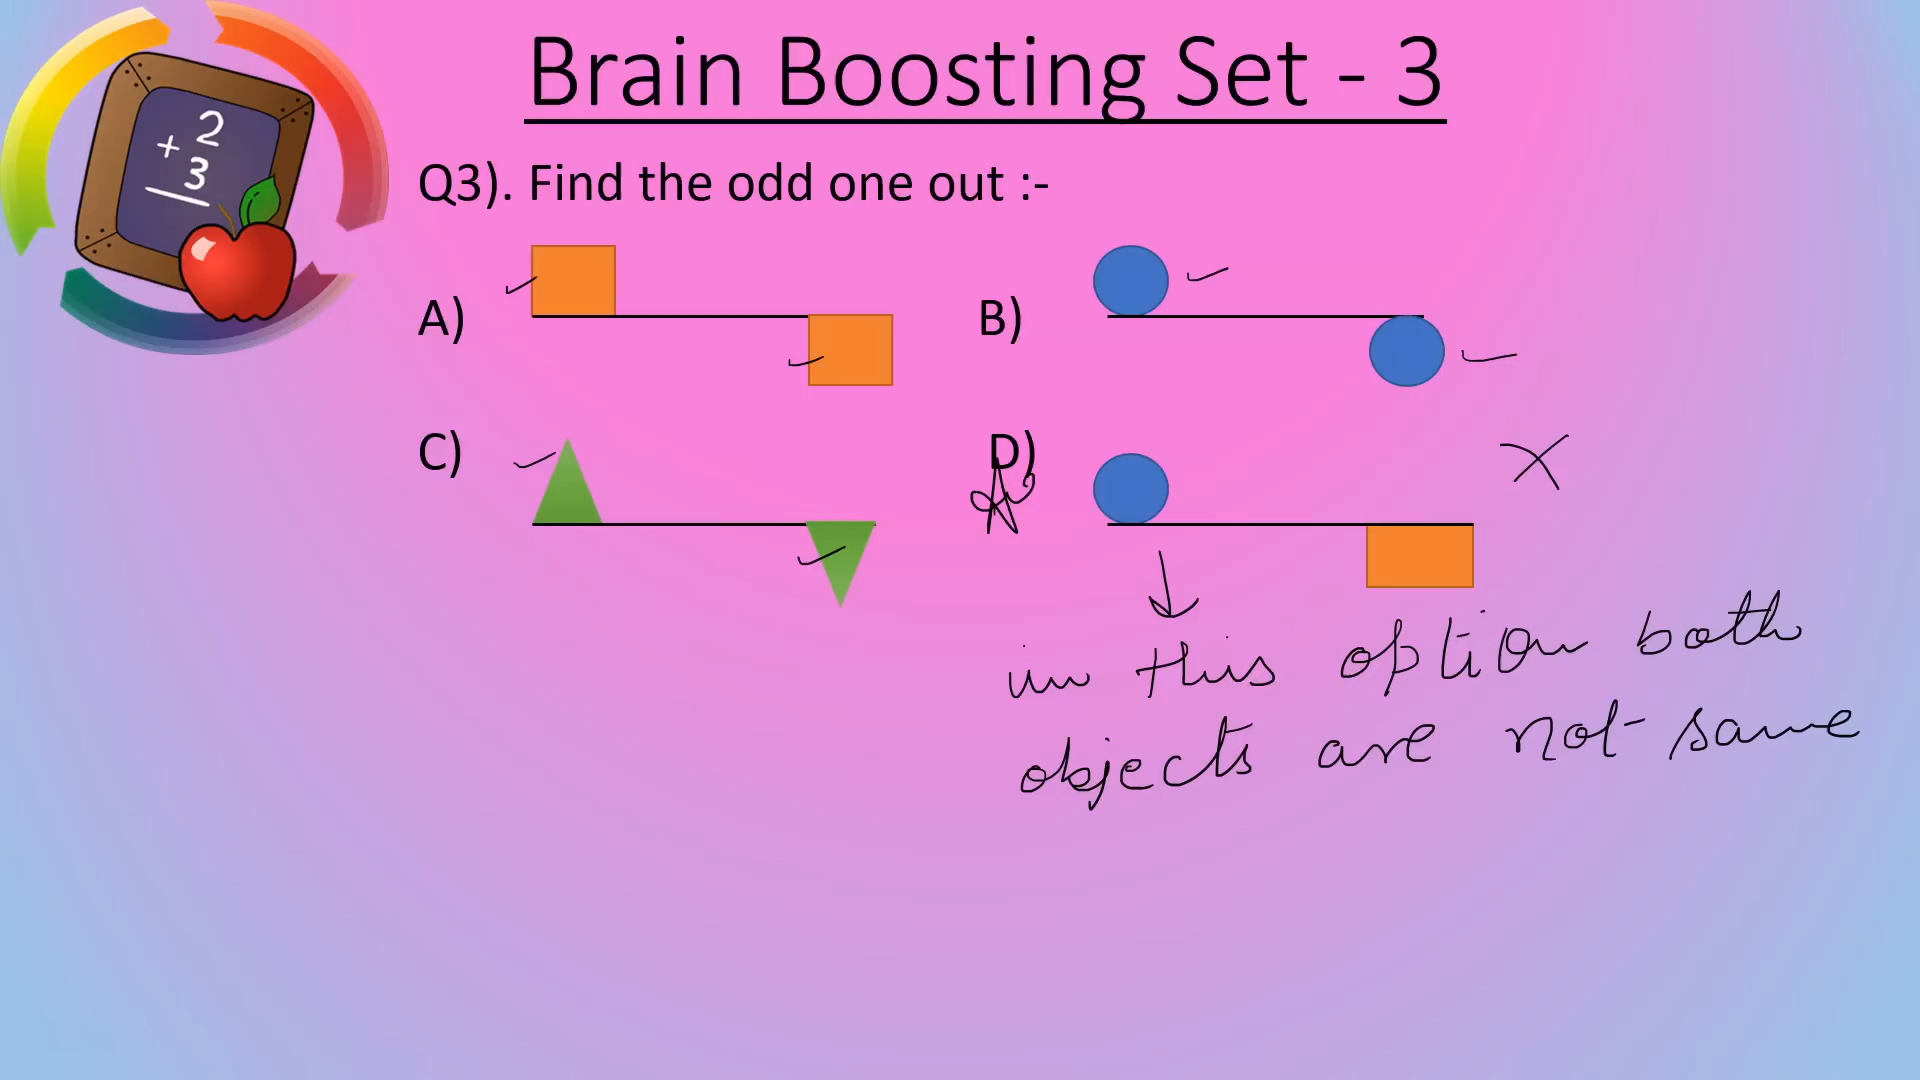 Brain Boosting Set - 3
2
+ 3
Q3). Find the odd one out :-
A)
B)
C)
D)
in this option both
objects are not same